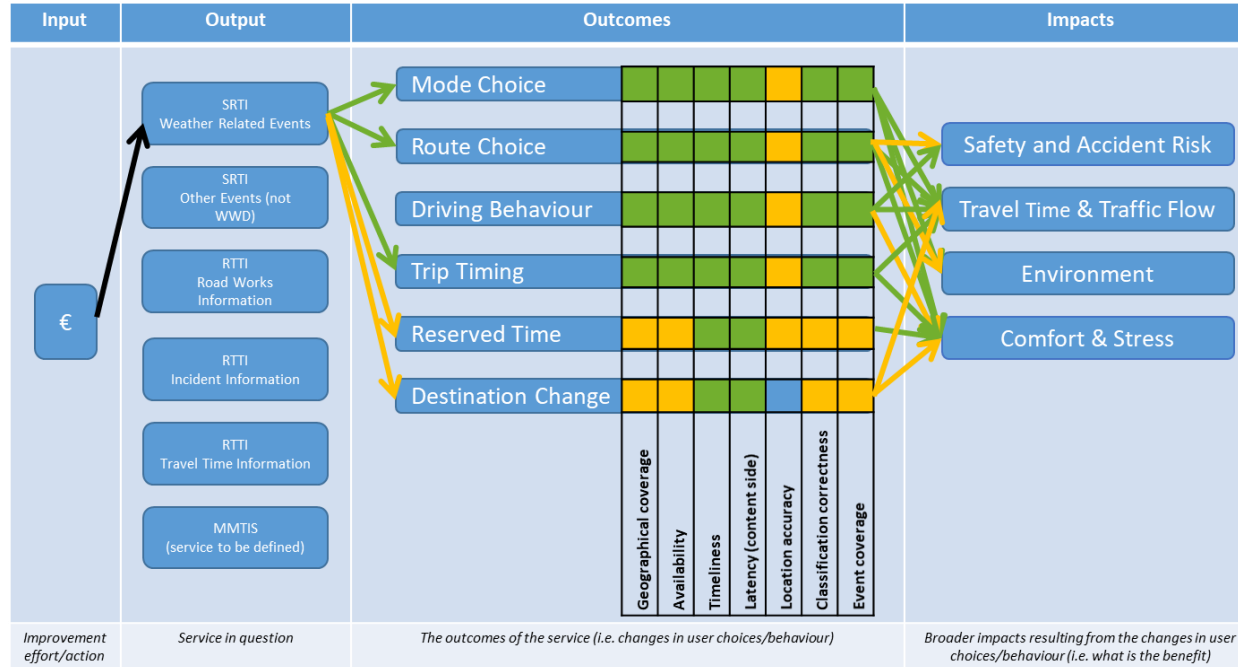 Input
Output
Outcomes
Impacts
SRTI
Weather Related Events
SRTI
Other Events (not
WWD)
RTTI
Road Works
Information
RTTI
Incident Information
RTTI
Travel Time Information
MMTIS
(service to be defined)
€
Mode Choice
Route Choice
Driving Behaviour
Trip Timing
Reserved Time
Destination Change
Geographical coverage
Availability
Timeliness
Latency (content side)
Location accuracy
Classification correctness
Event coverage
Safety and Accident Risk
Travel Time & Traffic Flow
Environment
Comfort & Stress
Improvement
effort/action
Service in question
The outcomes of the service (i.e. changes in user choices/behaviour)
Broader impacts resulting from the changes in user
choices/behaviour (i.e. what is the benefit)